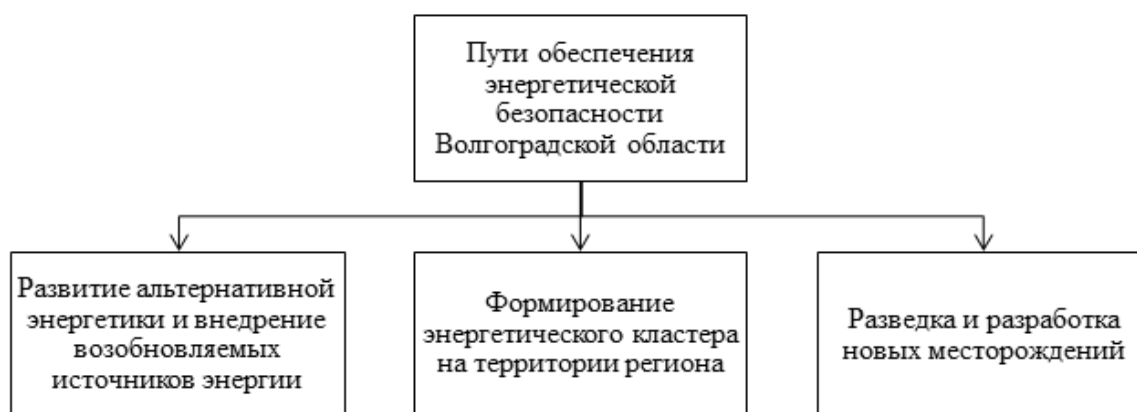 Пути обеспечения
энергетической
безопасности
Волгоградской области
Развитие альтернативной
энергетики и внедрение
возобновляемых
источников энергии
Формирование
энергетического кластера
на территории региона
Разведка и разработка
новых месторождений